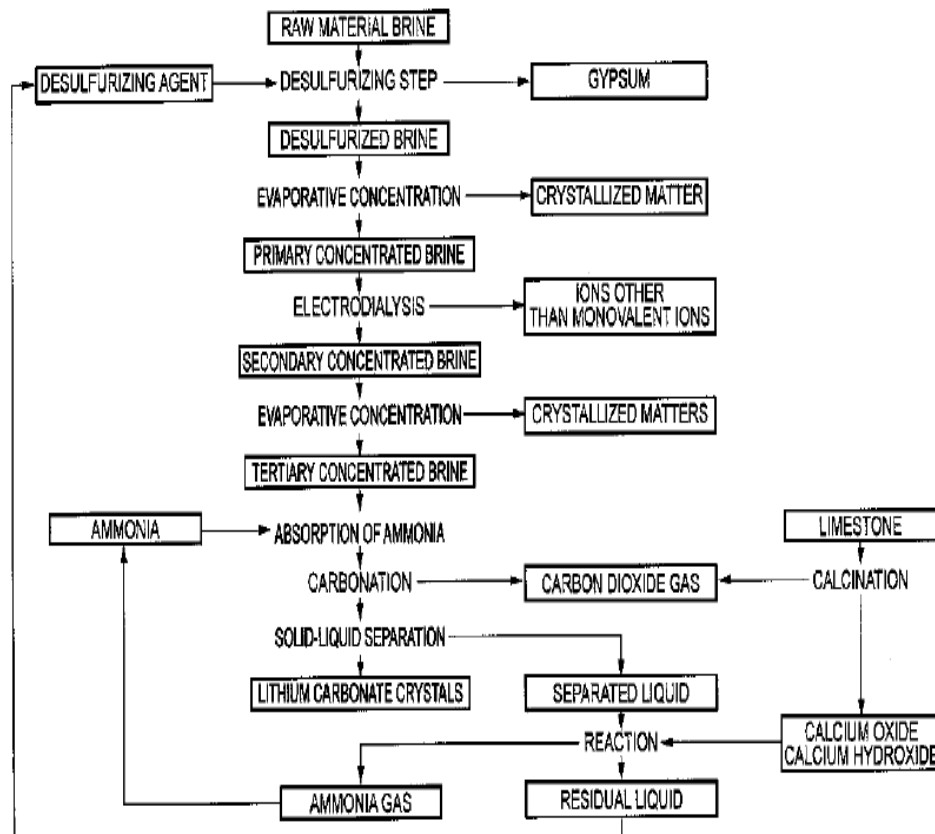 RAW MATERIAL BRINE
DESULFURIZING AGENT
DESULFURIZING STEP
GYPSUM
DESULFURIZED BRINE
EVAPORATIVE CONCENTRATION
CRYSTALLIZED MATTER
PRIMARY CONCENTRATED BRINE
ELECTRODIALYSIS
IONS OTHER
THAN MONOVALENT IONS
SECONDARY CONCENTRATED BRINE
EVAPORATIVE CONCENTRATION
CRYSTALLIZED MATTERS
TERTIARY CONCENTRATED BRINE
AMMONIA
ABSORPTION OF AMMONIA
LIMESTONE
CARBONATION
CARBON DIOXIDE GAS
CALCINATION
SOLID-LIQUID SEPARATION
LITHIUM CARBONATE CRYSTALS
SEPARATED LIQUID
REACTION
CALCIUM OXIDE
CALCIUM HYDROXIDE
AMMONIA GAS
RESIDUAL LIQUID